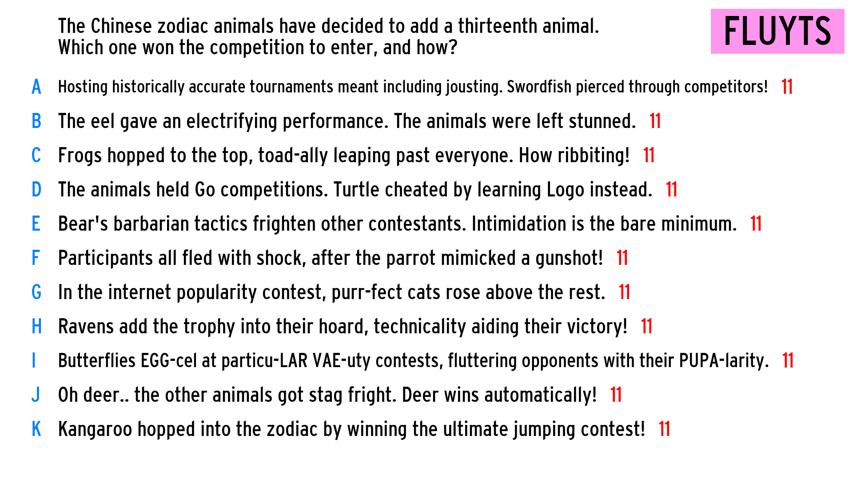 The Chinese zodiac animals have decided to add a thirteenth animal.
Which one won the competition to enter, and how?
FLUYTS
A Hosting historically accurate tournaments meant including jousting. Swordfish pierced through competitors! 11
B The eel gave an electrifying performance. The animals were left stunned. 11
C Frogs hopped to the top, toad-ally leaping past everyone. How ribbiting! 11
D The animals held Go competitions. Turtle cheated by learning Logo instead. 11
E Bear's barbarian tactics frighten other contestants. Intimidation is the bare minimum. 11
F Participants all fled with shock, after the parrot mimicked a gunshot! 11
G In the internet popularity contest, purr-fect cats rose above the rest. 11
H Ravens add the trophy into their hoard, technicality aiding their victory! 11
I Butterflies EGG-cel at particu-LAR VAE-uty contests, fluttering opponents with their PUPA-larity. 11
J Oh deer.. the other animals got stag fright. Deer wins automatically! 11
K Kangaroo hopped into the zodiac by winning the ultimate jumping contest! 11